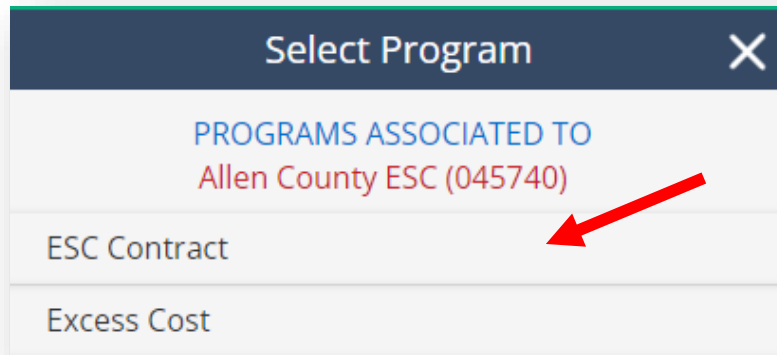 Select Program
PROGRAMS ASSOCIATED TO
Allen County ESC (045740)
ESC Contract
Excess Cost